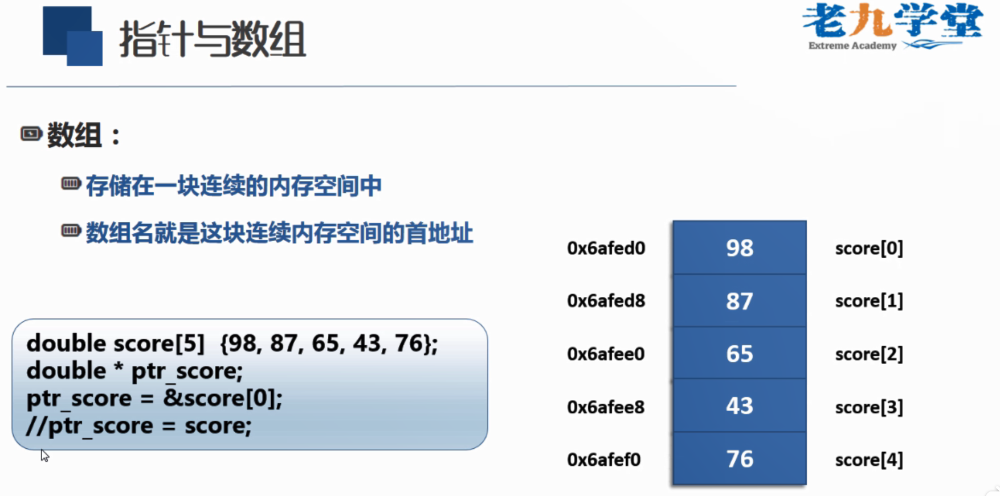 指针与数组
老九学堂
Extreme Academy
数组：
存储在一块连续的内存空间中
数组名就是这块连续内存空间的首地址
double score[5] {98, 87, 65, 43, 76};
double * ptr_score;
ptr_score = &score[0];
//ptr_score = score;
0x6afed0 98 score[0]
0x6afed8 87 score[1]
0x6afee0 65 score[2]
0x6afee8 43 score[3]
0x6afef0 76 score[4]